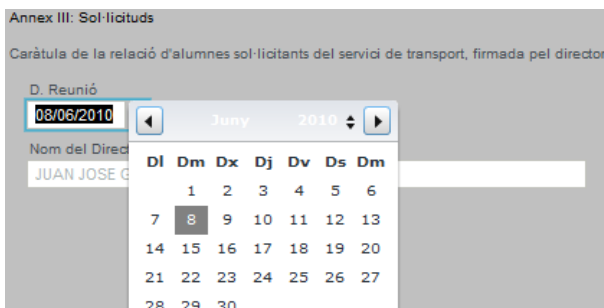 Annex III: Sol·licituds
Caràtula de la relació d'alumnes sol·licitants del servici de transport, firmada pel director
D. Reunió
08/06/2010
Juny 2010
Nom del Direct
JUAN JOSE G
Dl Dm Dx Dj Dv Ds Dm
1 2 3 4 5 6
7 8 9 10 11 12 13
14 15 16 17 18 19 20
21 22 23 24 25 26 27
28 29 30